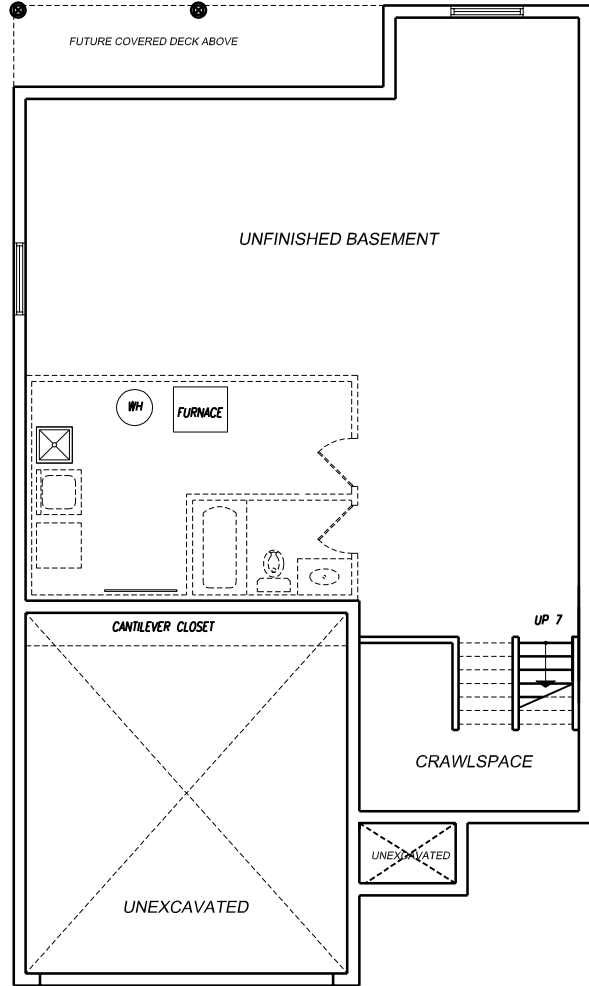 FUTURE COVERED DECK ABOVE
UNFINISHED BASEMENT
WH
FURNACE
UP 7
CANTILEVER CLOSET
CRAWLSPACE
UNEXCAVATED
UNEXCAVATED